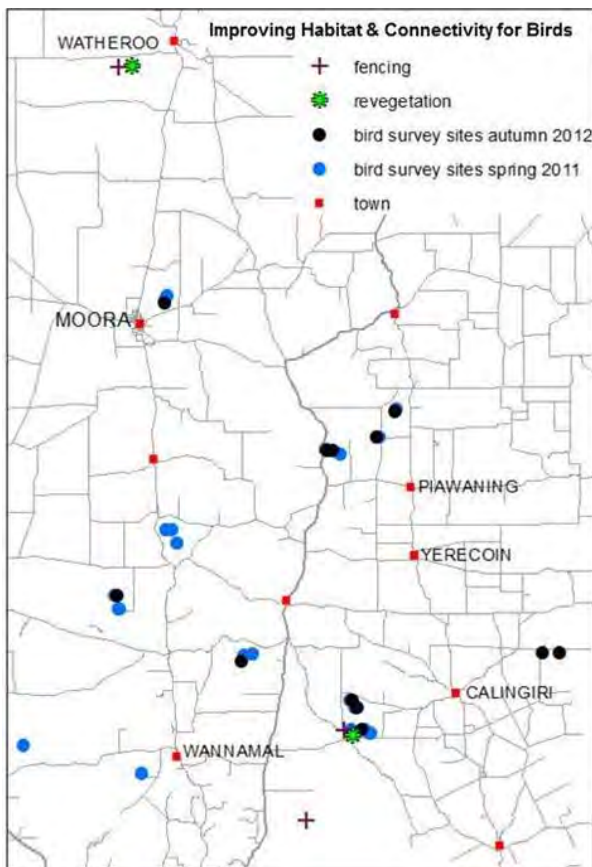 Improving Habitat & Connectivity for Birds
fencing
revegetation
bird survey sites autumn 2012
bird survey sites spring 2011
town
WATHEROO
MOORA
PIAWANING
YERECOIN
CALINGIRI
WANNAMAL